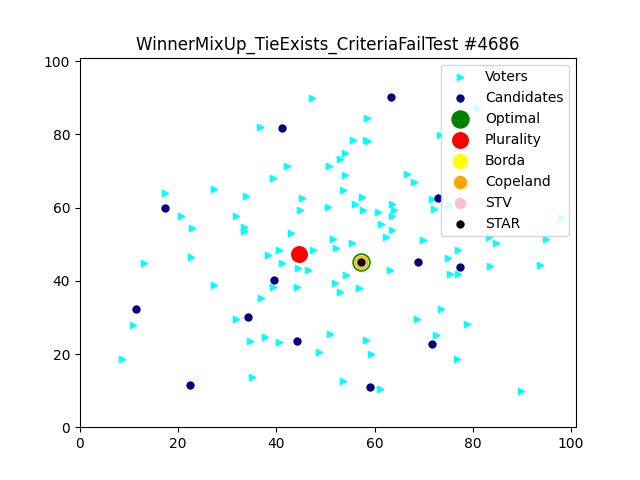 WinnerMixUp_TieExists_CriteriaFailTest #4686
100
80
60
40
20
0
0 20 40 60 80 100
Voters
Candidates
Optimal
Plurality
Borda
Copeland
STV
STAR